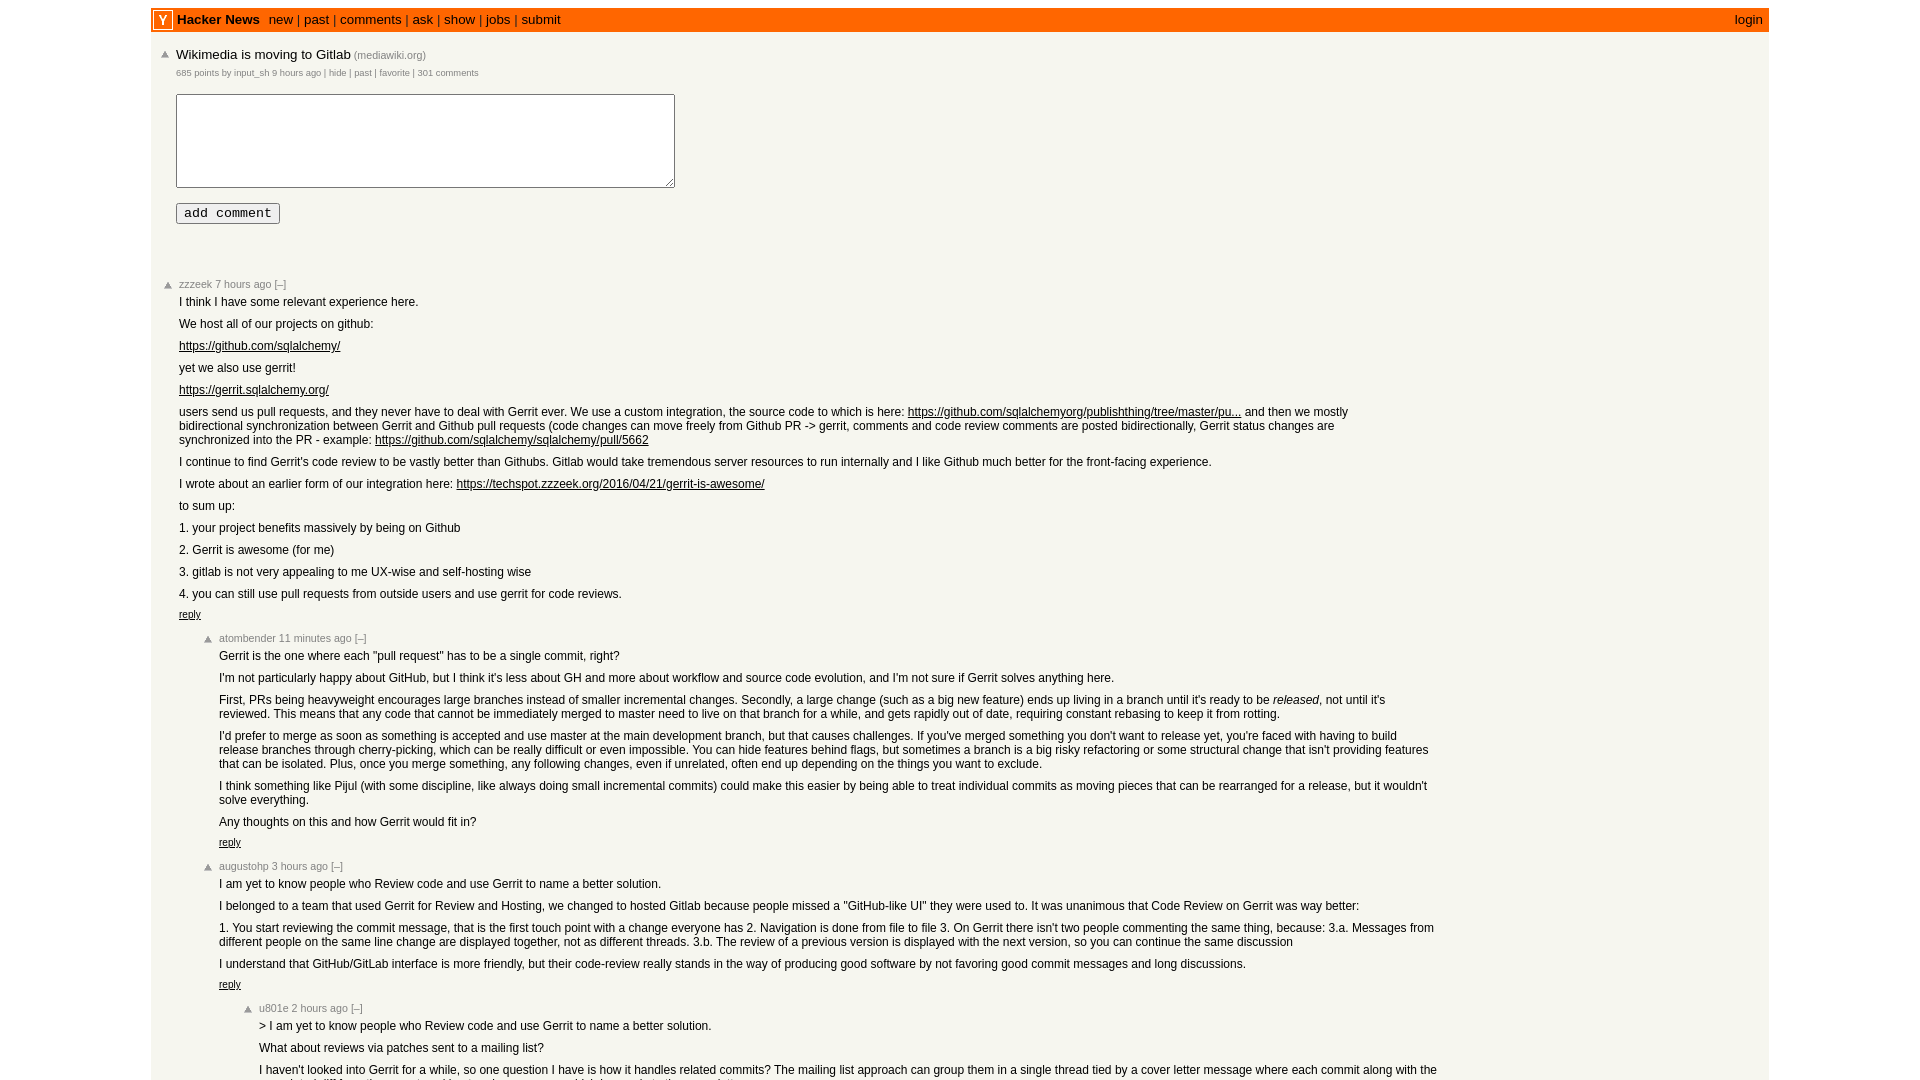 Y Hacker News new | past | comments | ask | show | jobs | submit login
Wikimedia is moving to Gitlab (mediawiki.org)
685 points by input_sh 9 hours ago | hide | past | favorite | 301 comments
add comment
zzzeek 7 hours ago [–]
I think I have some relevant experience here.
We host all of our projects on github:
https://github.com/sqlalchemy/
yet we also use gerrit!
https://gerrit.sqlalchemy.org/
users send us pull requests, and they never have to deal with Gerrit ever. We use a custom integration, the source code to which is here: https://github.com/sqlalchemyorg/publishthing/tree/master/pu... and then we mostly
bidirectional synchronization between Gerrit and Github pull requests (code changes can move freely from Github PR -> gerrit, comments and code review comments are posted bidirectionally, Gerrit status changes are
synchronized into the PR - example: https://github.com/sqlalchemy/sqlalchemy/pull/5662
I continue to find Gerrit's code review to be vastly better than Githubs. Gitlab would take tremendous server resources to run internally and I like Github much better for the front-facing experience.
I wrote about an earlier form of our integration here: https://techspot.zzzeek.org/2016/04/21/gerrit-is-awesome/
to sum up:
1. your project benefits massively by being on Github
2. Gerrit is awesome (for me)
3. gitlab is not very appealing to me UX-wise and self-hosting wise
4. you can still use pull requests from outside users and use gerrit for code reviews.
reply
atombender 11 minutes ago [–]
Gerrit is the one where each "pull request" has to be a single commit, right?
I'm not particularly happy about GitHub, but I think it's less about GH and more about workflow and source code evolution, and I'm not sure if Gerrit solves anything here.
First, PRs being heavyweight encourages large branches instead of smaller incremental changes. Secondly, a large change (such as a big new feature) ends up living in a branch until it's ready to be released, not until it's
reviewed. This means that any code that cannot be immediately merged to master need to live on that branch for a while, and gets rapidly out of date, requiring constant rebasing to keep it from rotting.
I'd prefer to merge as soon as something is accepted and use master at the main development branch, but that causes challenges. If you've merged something you don't want to release yet, you're faced with having to build
release branches through cherry-picking, which can be really difficult or even impossible. You can hide features behind flags, but sometimes a branch is a big risky refactoring or some structural change that isn't providing features
that can be isolated. Plus, once you merge something, any following changes, even if unrelated, often end up depending on the things you want to exclude.
I think something like Pijul (with some discipline, like always doing small incremental commits) could make this easier by being able to treat individual commits as moving pieces that can be rearranged for a release, but it wouldn't
solve everything.
Any thoughts on this and how Gerrit would fit in?
reply
augustohp 3 hours ago [–]
I am yet to know people who Review code and use Gerrit to name a better solution.
I belonged to a team that used Gerrit for Review and Hosting, we changed to hosted Gitlab because people missed a "GitHub-like UI" they were used to. It was unanimous that Code Review on Gerrit was way better:
1. You start reviewing the commit message, that is the first touch point with a change everyone has 2. Navigation is done from file to file 3. On Gerrit there isn't two people commenting the same thing, because: 3.a. Messages from
different people on the same line change are displayed together, not as different threads. 3.b. The review of a previous version is displayed with the next version, so you can continue the same discussion
I understand that GitHub/GitLab interface is more friendly, but their code-review really stands in the way of producing good software by not favoring good commit messages and long discussions.
reply
u801e 2 hours ago [–]
> I am yet to know people who Review code and use Gerrit to name a better solution.
What about reviews via patches sent to a mailing list?
I haven't looked into Gerrit for a while, so one question I have is how it handles related commits? The mailing list approach can group them in a single thread tied by a cover letter message where each commit along with the